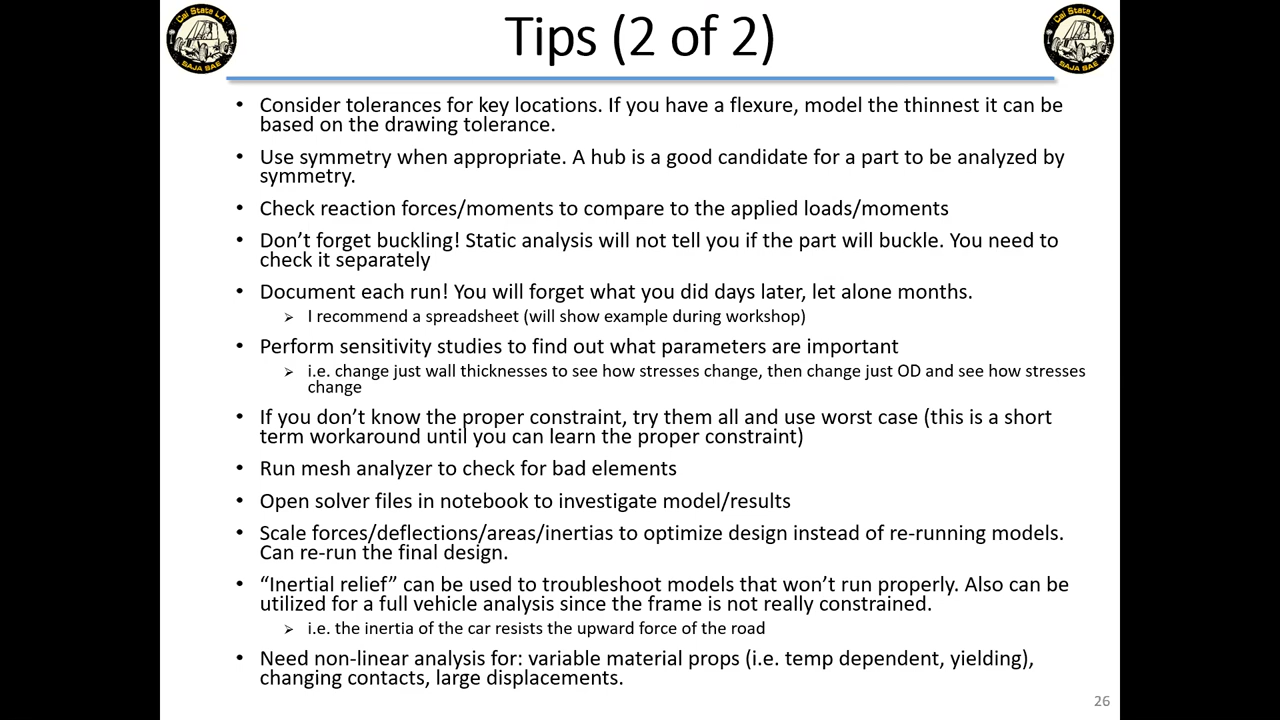 Cal State LA
BAJA SAE
Cal State LA
BAJA SAE
Tips (2 of 2)
• Consider tolerances for key locations. If you have a flexure, model the thinnest it can be
based on the drawing tolerance.
• Use symmetry when appropriate. A hub is a good candidate for a part to be analyzed by
symmetry.
• Check reaction forces/moments to compare to the applied loads/moments
• Don’t forget buckling! Static analysis will not tell you if the part will buckle. You need to
check it separately
• Document each run! You will forget what you did days later, let alone months.
➢ I recommend a spreadsheet (will show example during workshop)
• Perform sensitivity studies to find out what parameters are important
➢ i.e. change just wall thicknesses to see how stresses change, then change just OD and see how stresses
change
• If you don’t know the proper constraint, try them all and use worst case (this is a short
term workaround until you can learn the proper constraint)
• Run mesh analyzer to check for bad elements
• Open solver files in notebook to investigate model/results
• Scale forces/deflections/areas/inertias to optimize design instead of re-running models.
Can re-run the final design.
• “Inertial relief” can be used to troubleshoot models that won’t run properly. Also can be
utilized for a full vehicle analysis since the frame is not really constrained.
➢ i.e. the inertia of the car resists the upward force of the road
• Need non-linear analysis for: variable material props (i.e. temp dependent, yielding),
changing contacts, large displacements.
26